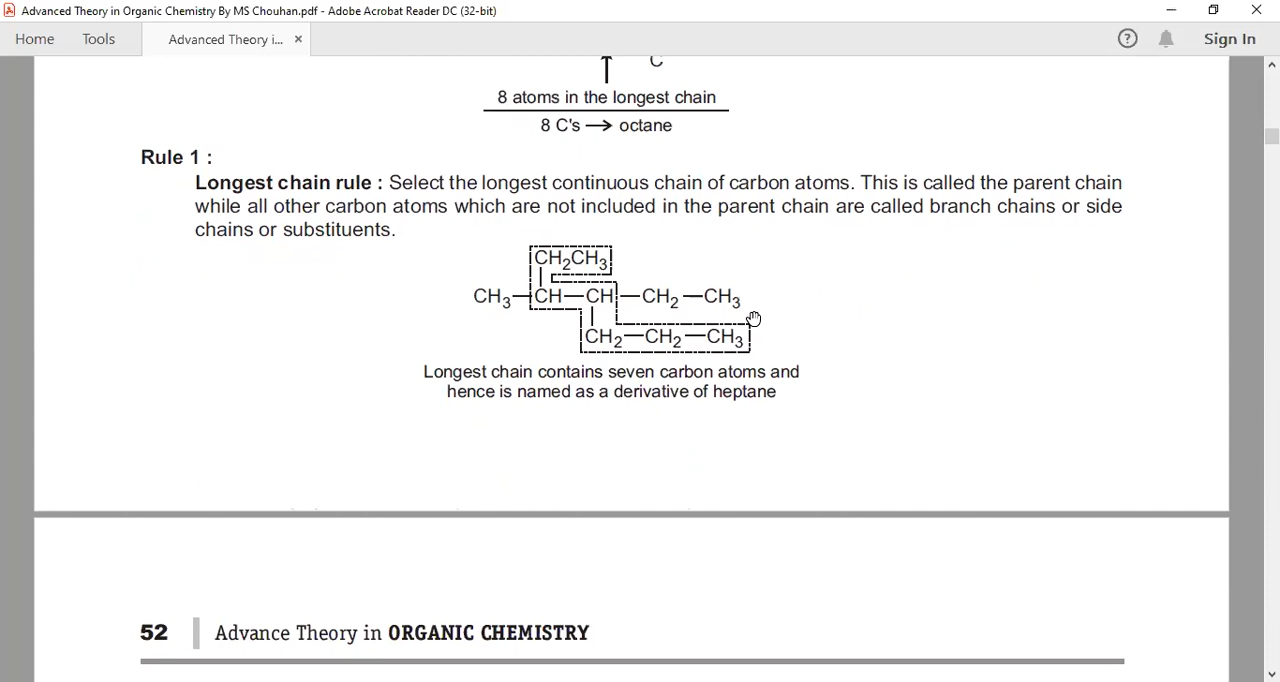 Advanced Theory in Organic Chemistry By MS Chouhan.pdf - Adobe Acrobat Reader DC (32-bit)
Home Tools Advanced Theory i... × ? Sign In
C
8 atoms in the longest chain
8 C's → octane
Rule 1 :
Longest chain rule : Select the longest continuous chain of carbon atoms. This is called the parent chain
while all other carbon atoms which are not included in the parent chain are called branch chains or side
chains or substituents.
CH₂CH₃
CH₃—CH—CH—CH₂—CH₃
CH₂—CH₂—CH₃
Longest chain contains seven carbon atoms and
hence is named as a derivative of heptane
52 Advance Theory in ORGANIC CHEMISTRY